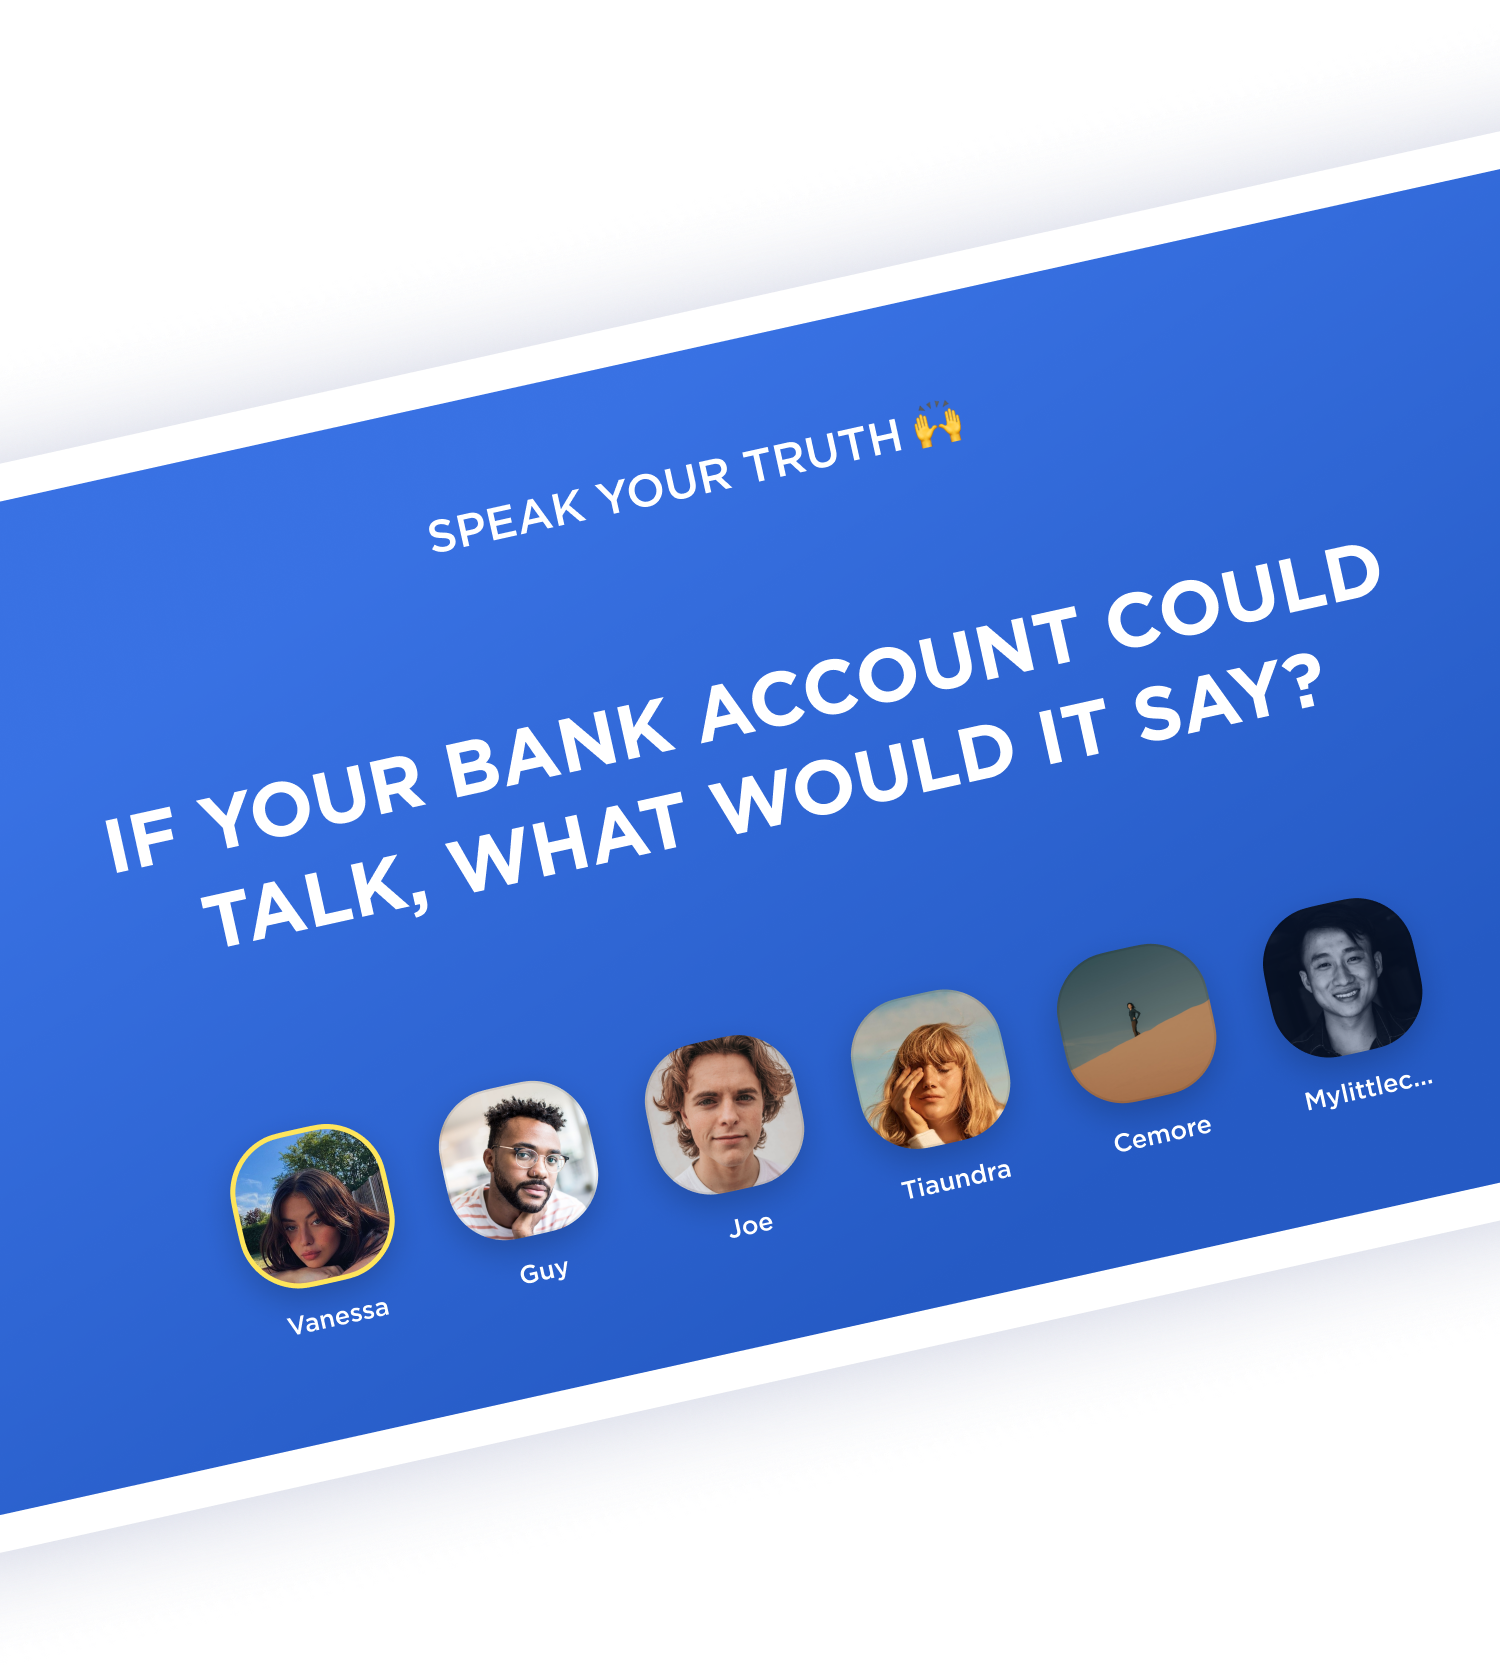 SPEAK YOUR TRUTH 🙌
IF YOUR BANK ACCOUNT COULD
TALK, WHAT WOULD IT SAY?
Vanessa
Guy
Joe
Tiaundra
Cemore
Mylittlec...